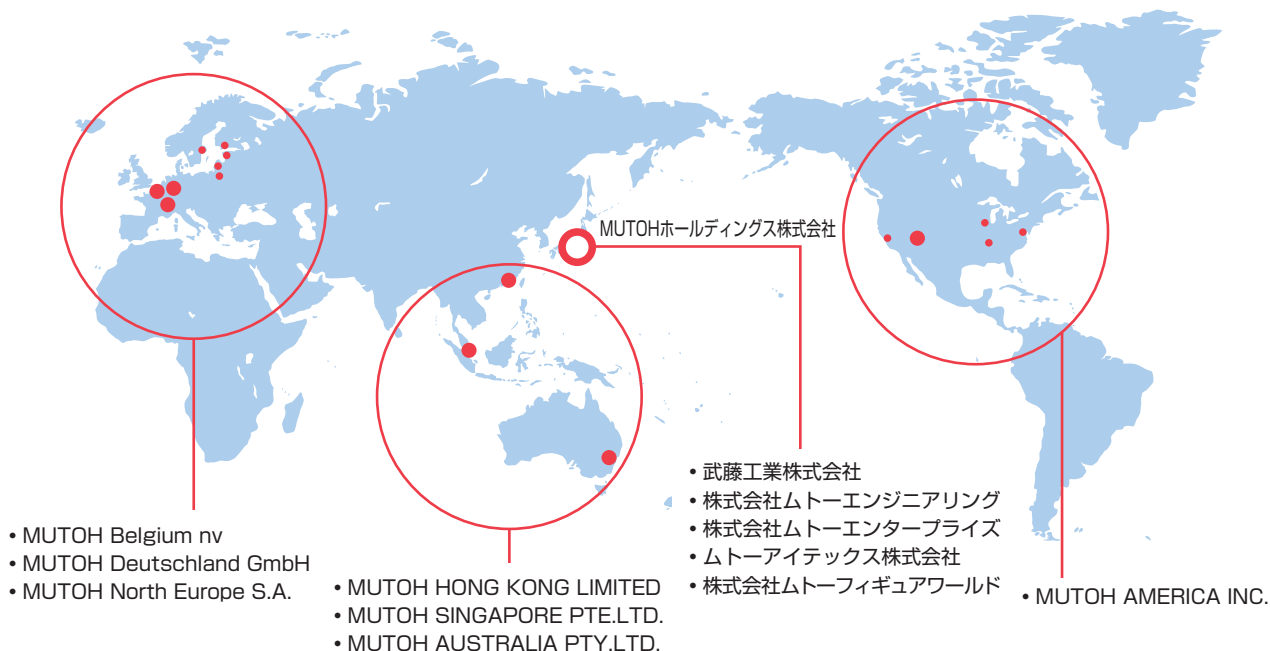 MUTOHホールディングス株式会社
• MUTOH Belgium nv
• MUTOH Deutschland GmbH
• MUTOH North Europe S.A.
• MUTOH HONG KONG LIMITED
• MUTOH SINGAPORE PTE.LTD.
• MUTOH AUSTRALIA PTY.LTD.
• 武藤工業株式会社
• 株式会社ムトーエンジニアリング
• 株式会社ムトーエンタープライズ
• ムトーアイテックス株式会社
• 株式会社ムトーフィギュアワールド
• MUTOH AMERICA INC.